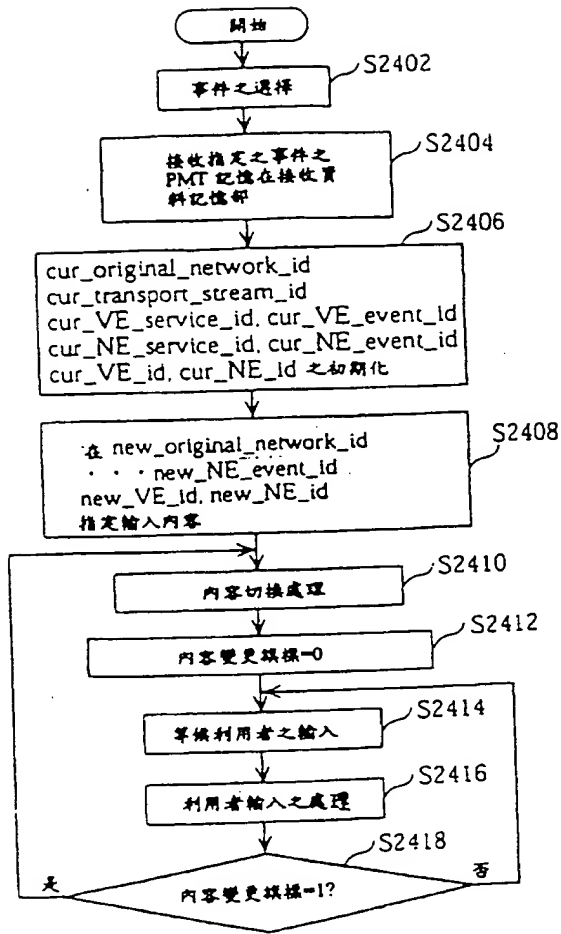 開始
S2402
事件之選擇
S2404
接收指定之事件之
PMT 記憶在接收資
料記憶部
S2406
cur_original_network_id
cur_transport_stream_id
cur_VE_service_id, cur_VE_event_id
cur_NE_service_id, cur_NE_event_id
cur_VE_id, cur_NE_id 之初期化
S2408
在 new_original_network_id
・・・new_NE_event_id
new_VE_id, new_NE_id
指定輸入內容
S2410
內容切換處理
S2412
內容變更旗標=0
S2414
等候利用者之輸入
S2416
利用者輸入之處理
S2418
是
內容變更旗標=1?
否